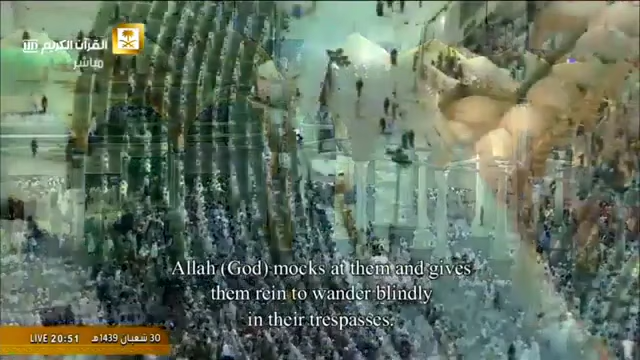 القرآن الكريم
مباشر
Allah (God) mocks at them and gives
them rein to wander blindly
in their trespasses.
LIVE 20:51 30 شعبان 1439هـ